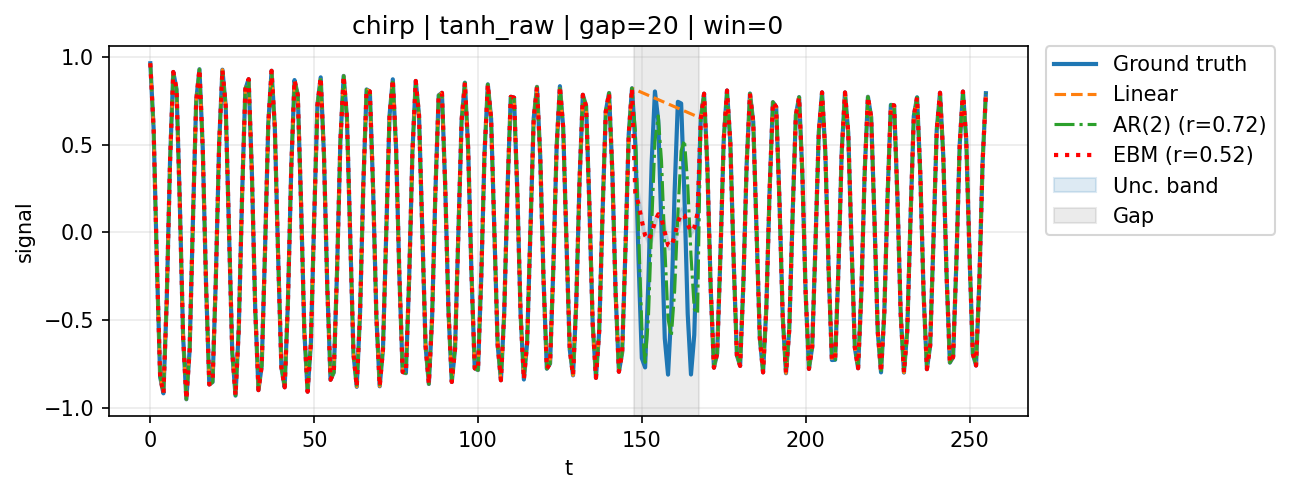 chirp | tanh_raw | gap=20 | win=0
signal
1.0
0.5
0.0
−0.5
−1.0
0
50
100
150
200
250
t
Ground truth
Linear
AR(2) (r=0.72)
EBM (r=0.52)
Unc. band
Gap